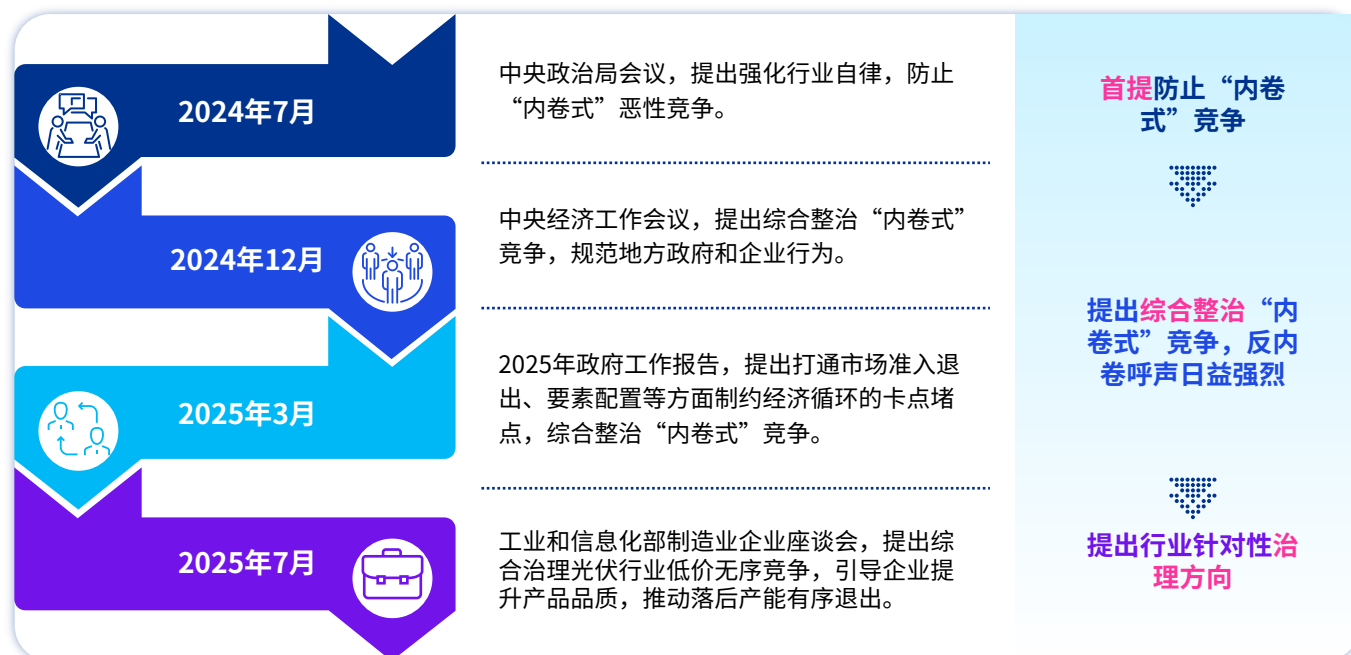 2024年7月
中央政治局会议，提出强化行业自律，防止
“内卷式”恶性竞争。
首提防止“内卷
式”竞争
2024年12月
中央经济工作会议，提出综合整治“内卷式”
竞争，规范地方政府和企业行为。
提出综合整治“内
卷式”竞争，反内
卷呼声日益强烈
2025年3月
2025年政府工作报告，提出打通市场准入退
出、要素配置等方面制约经济循环的卡点堵
点，综合整治“内卷式”竞争。
2025年7月
工业和信息化部制造业企业座谈会，提出综
合治理光伏行业低价无序竞争，引导企业提
升产品品质，推动落后产能有序退出。
提出行业针对性治
理方向